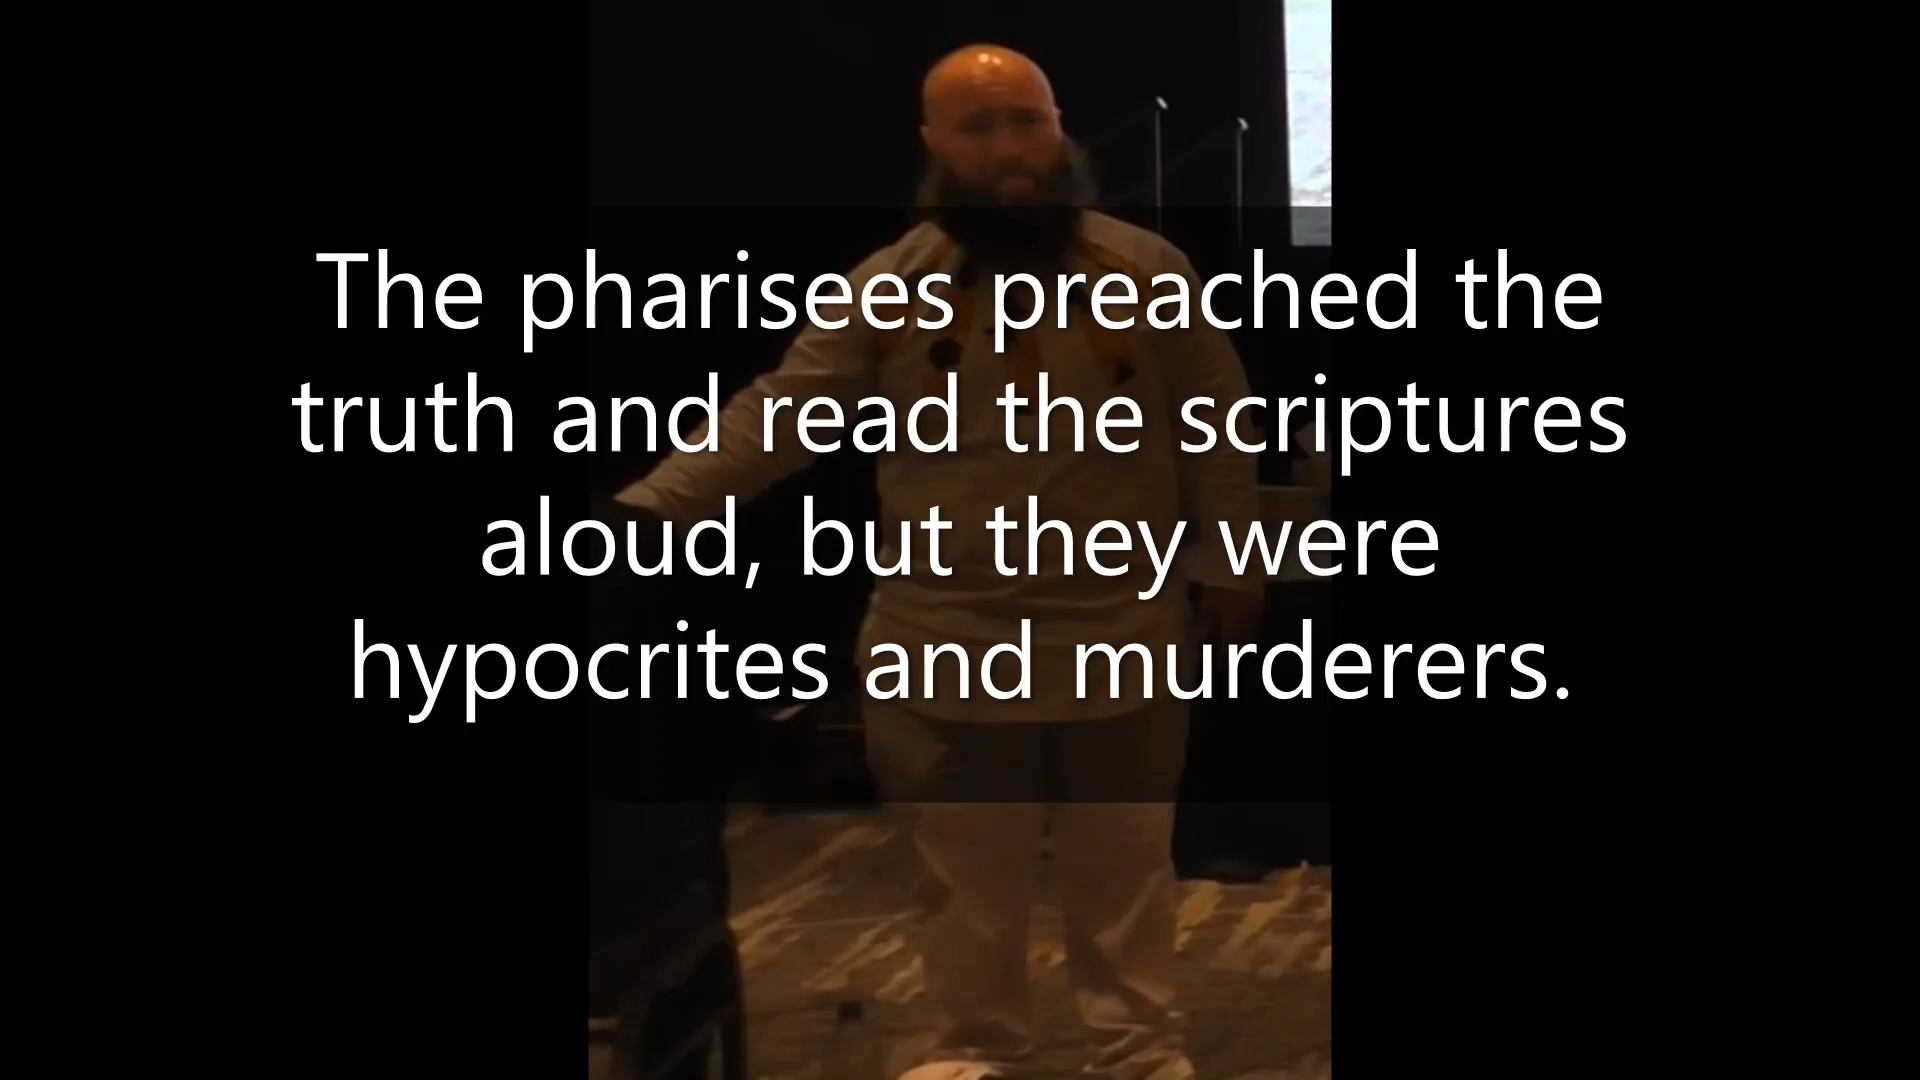 The pharisees preached the
truth and read the scriptures
aloud, but they were
hypocrites and murderers.